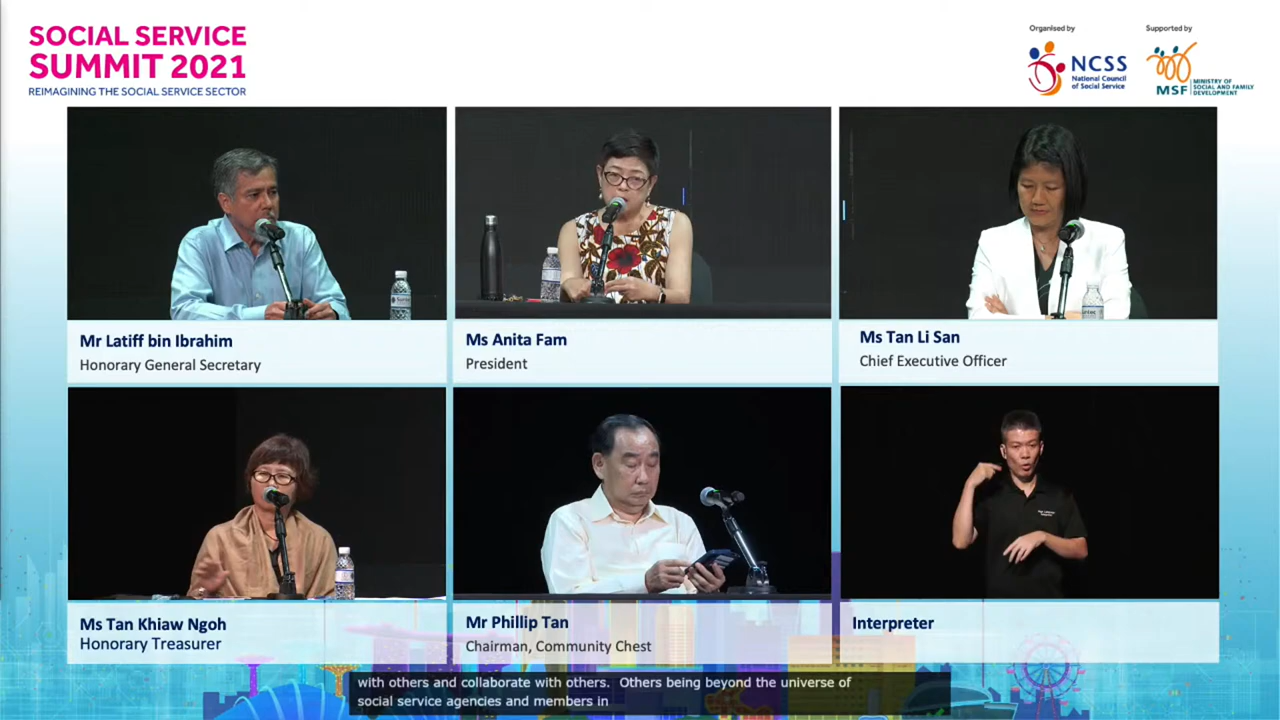 SOCIAL SERVICE
SUMMIT 2021
REIMAGINING THE SOCIAL SERVICE SECTOR
Organised by
NCSS
National Council
of Social Service
Supported by
MSF
MINISTRY OF
SOCIAL AND FAMILY
DEVELOPMENT
Mr Latiff bin Ibrahim
Honorary General Secretary
Ms Anita Fam
President
Ms Tan Li San
Chief Executive Officer
Ms Tan Khiaw Ngoh
Honorary Treasurer
Mr Phillip Tan
Chairman, Community Chest
Interpreter
with others and collaborate with others.  Others being beyond the universe of
social service agencies and members in